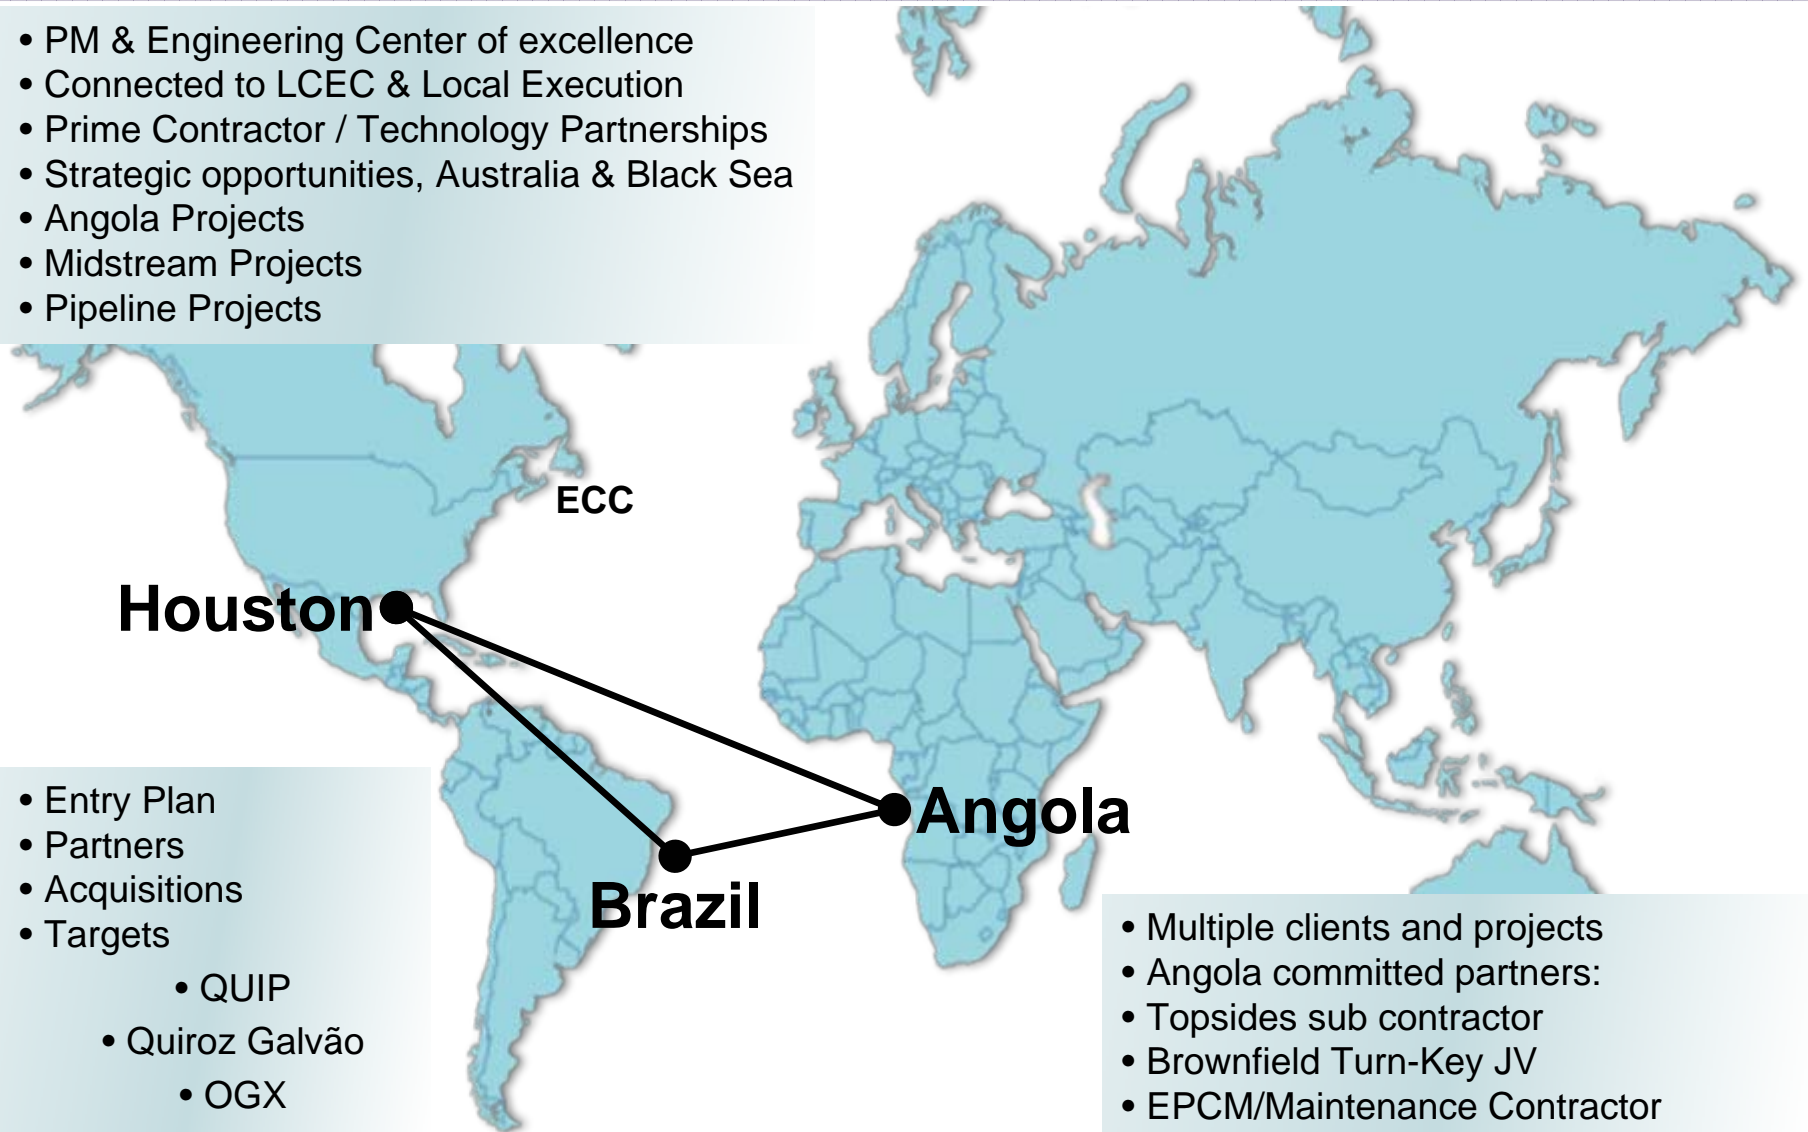 • PM & Engineering Center of excellence
• Connected to LCEC & Local Execution
• Prime Contractor / Technology Partnerships
• Strategic opportunities, Australia & Black Sea
• Angola Projects
• Midstream Projects
• Pipeline Projects
ECC
Houston
Angola
Brazil
• Entry Plan
• Partners
• Acquisitions
• Targets
• QUIP
• Quiroz Galvão
• OGX
• Multiple clients and projects
• Angola committed partners:
• Topsides sub contractor
• Brownfield Turn-Key JV
• EPCM/Maintenance Contractor